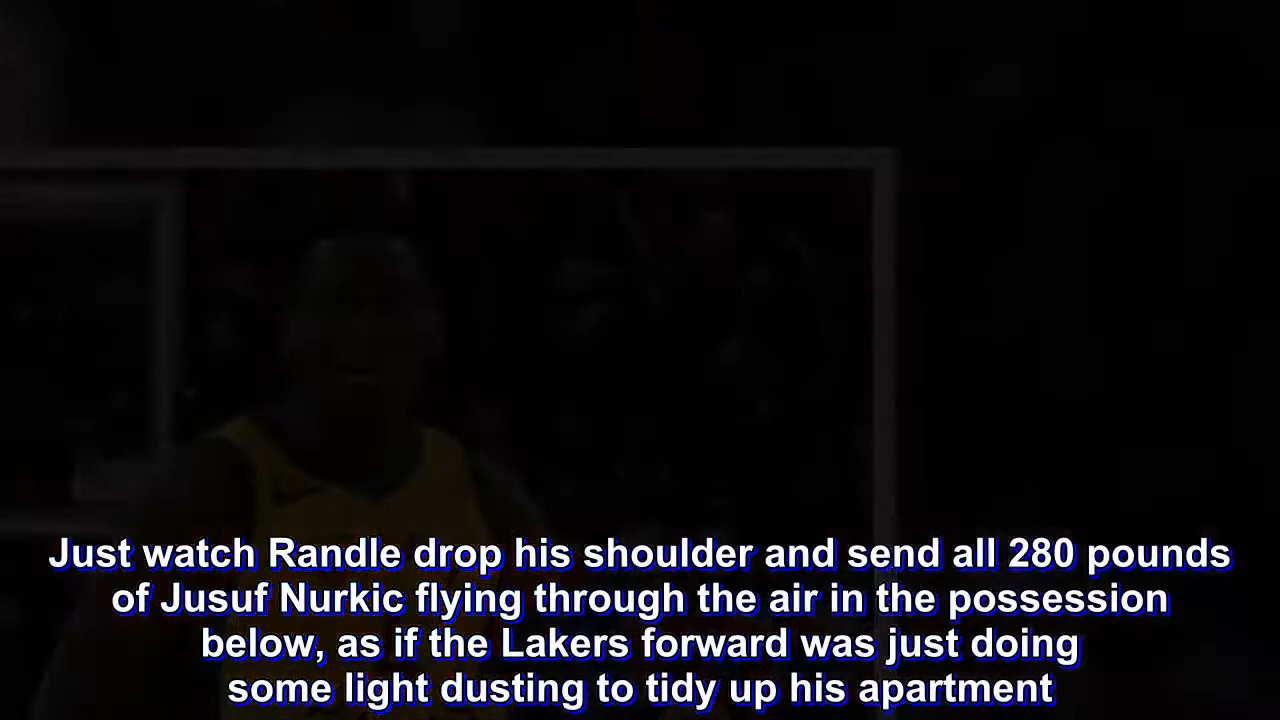 Just watch Randle drop his shoulder and send all 280 pounds
of Jusuf Nurkic flying through the air in the possession
below, as if the Lakers forward was just doing
some light dusting to tidy up his apartment